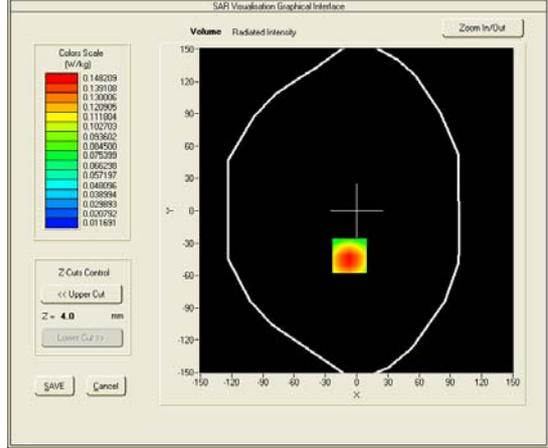 SAR Visualisation Graphical Interface
Volume Radiated Intensity
Zoom In/Out
Colors Scale
(W/kg)
0.148209
0.139108
0.130006
0.120905
0.111804
0.102703
0.093602
0.084500
0.075399
0.066298
0.057197
0.048096
0.038994
0.029893
0.020792
0.011691
150
120
90
60
30
0
-30
-60
-90
-120
-150
Y
-150 -120 -90 -60 -30 0 30 60 90 120 150
X
Z Cuts Control
<< Upper Cut
Z = 4.0 mm
Lower Cut >>
SAVE Cancel